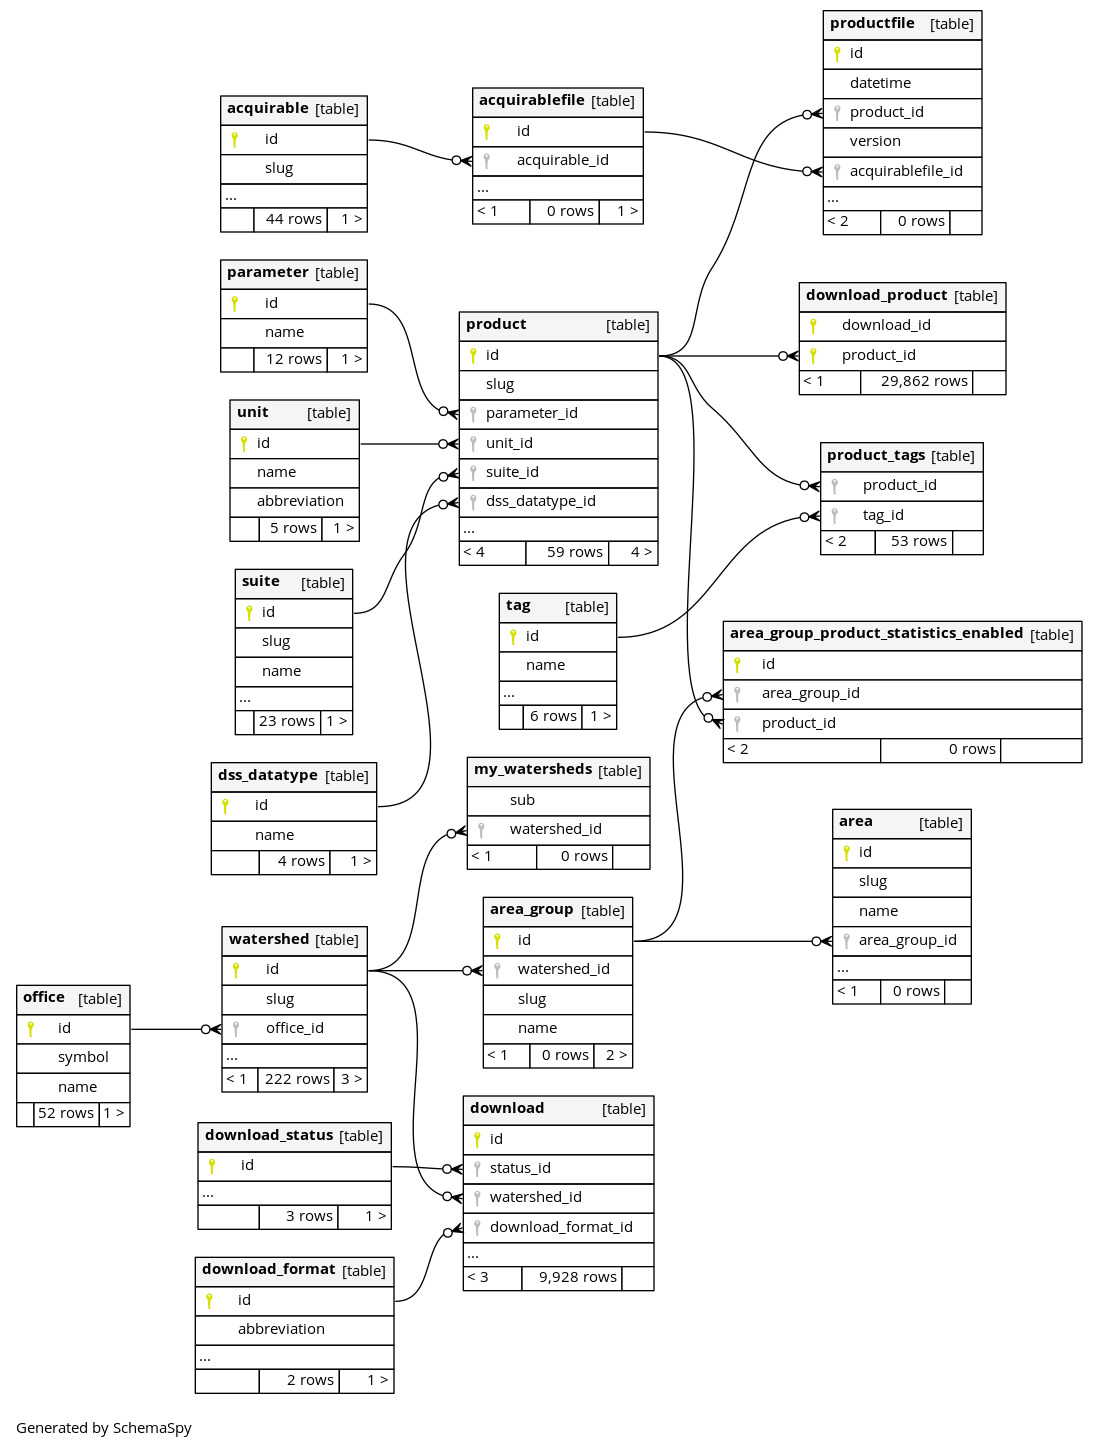 productfile [table]
id
datetime
product_id
version
acquirablefile_id
...
< 2 0 rows
acquirable [table]
id
slug
...
44 rows 1 >
acquirablefile [table]
id
acquirable_id
...
< 1 0 rows 1 >
parameter [table]
id
name
12 rows 1 >
download_product [table]
download_id
product_id
< 1 29,862 rows
product [table]
id
slug
parameter_id
unit_id
suite_id
dss_datatype_id
...
< 4 59 rows 4 >
unit [table]
id
name
abbreviation
5 rows 1 >
product_tags [table]
product_id
tag_id
< 2 53 rows
suite [table]
id
slug
name
...
23 rows 1 >
tag [table]
id
name
...
6 rows 1 >
area_group_product_statistics_enabled [table]
id
area_group_id
product_id
< 2 0 rows
dss_datatype [table]
id
name
4 rows 1 >
my_watersheds [table]
sub
watershed_id
< 1 0 rows
area [table]
id
slug
name
area_group_id
...
< 1 0 rows
area_group [table]
id
watershed_id
slug
name
< 1 0 rows 2 >
watershed [table]
id
slug
office_id
...
< 1 222 rows 3 >
office [table]
id
symbol
name
52 rows 1 >
download [table]
id
status_id
watershed_id
download_format_id
...
< 3 9,928 rows
download_status [table]
id
...
3 rows 1 >
download_format [table]
id
abbreviation
...
2 rows 1 >
Generated by SchemaSpy